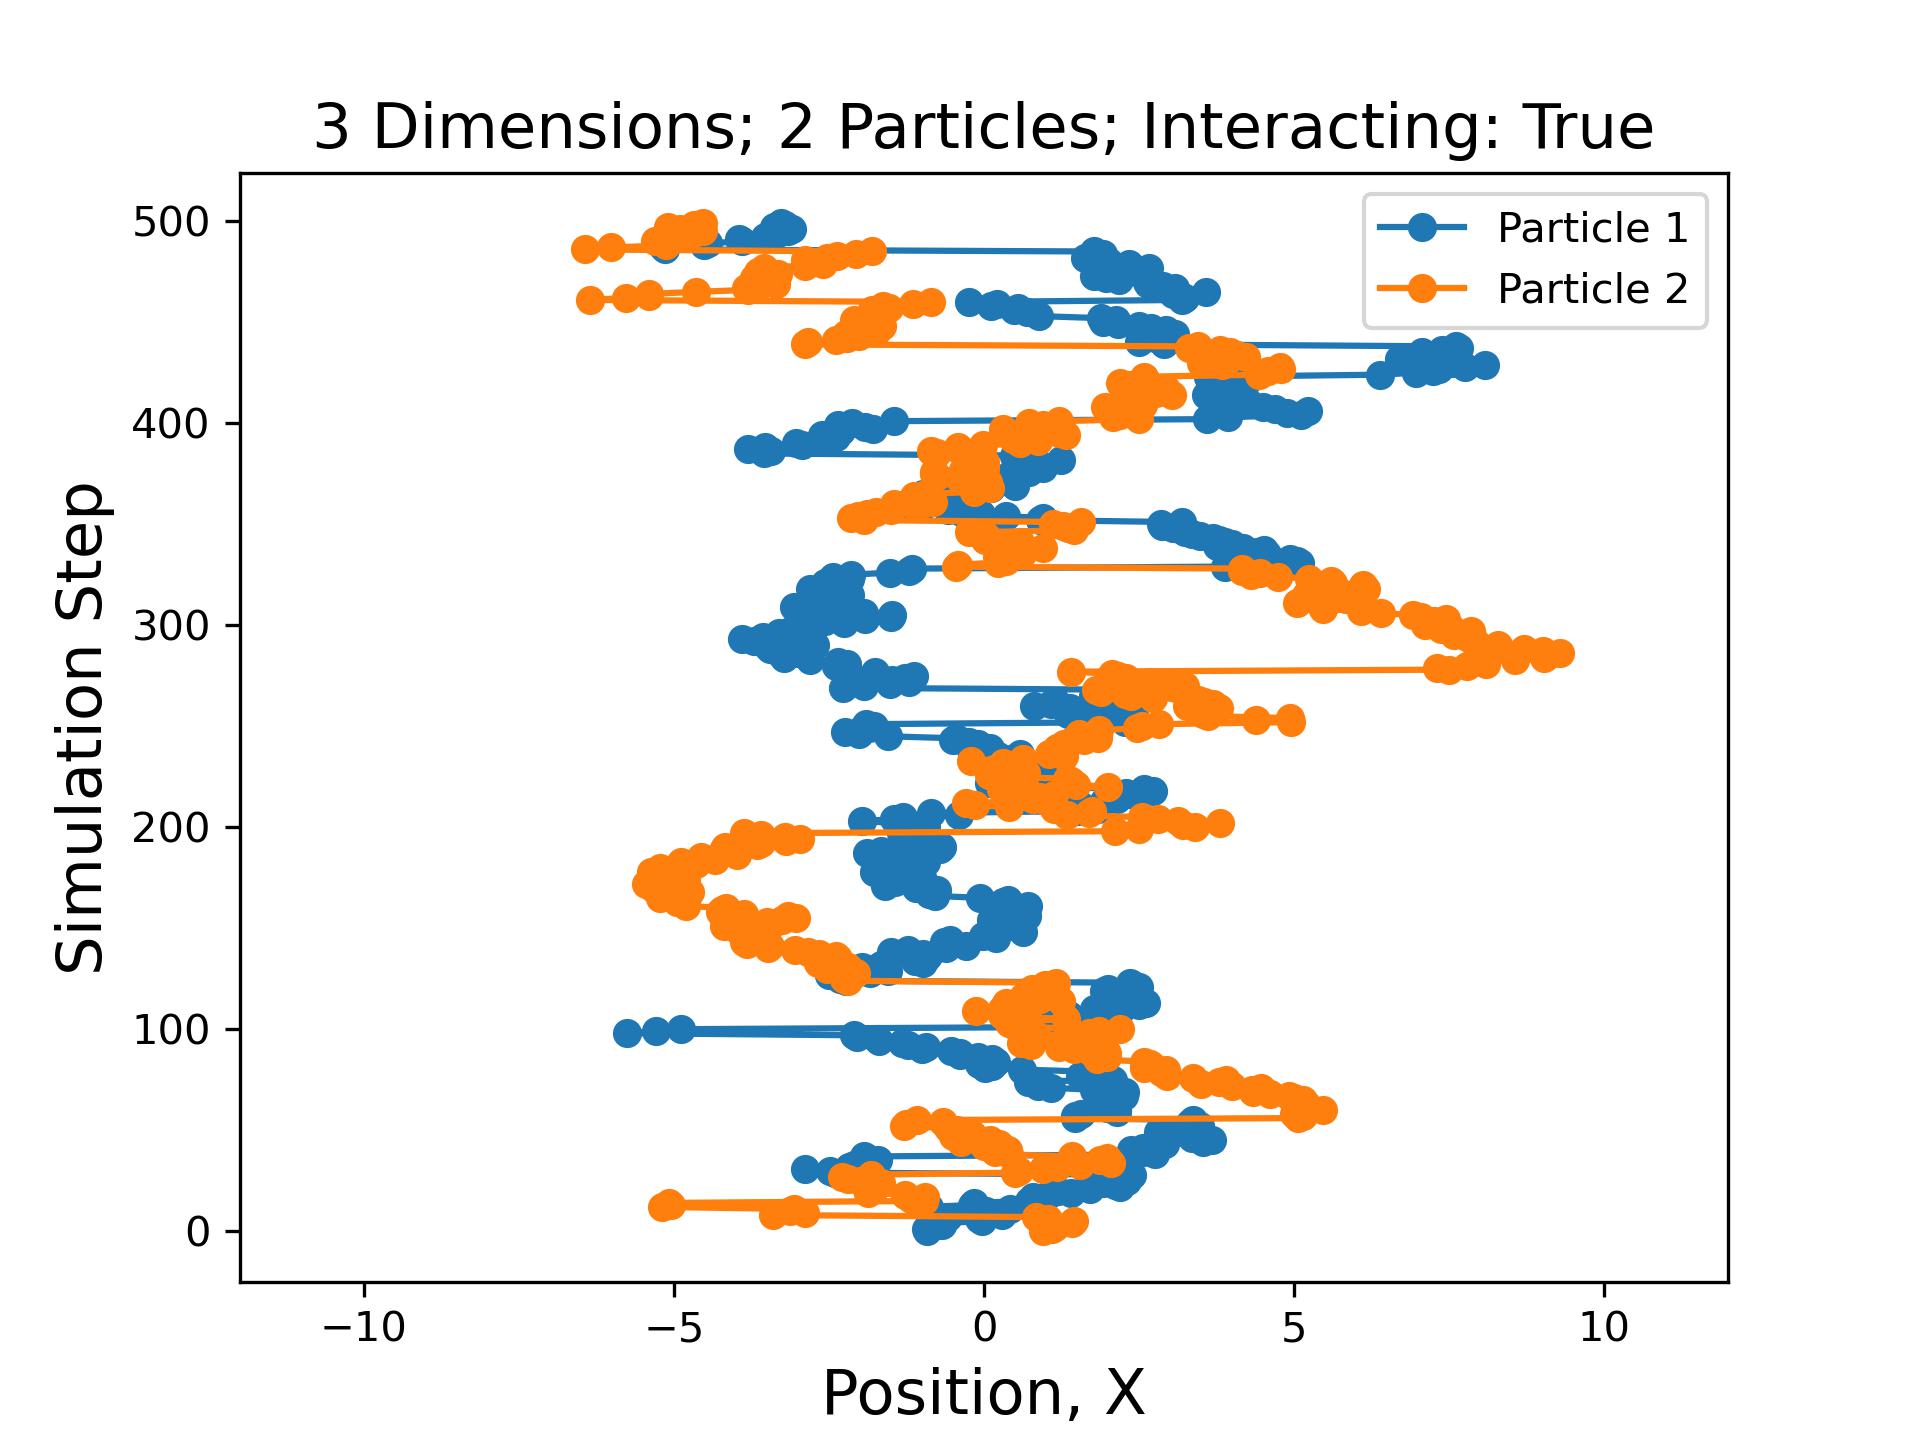 3 Dimensions; 2 Particles; Interacting: True
Particle 1
Particle 2
Simulation Step
500
400
300
200
100
0
−10
−5
0
5
10
Position, X